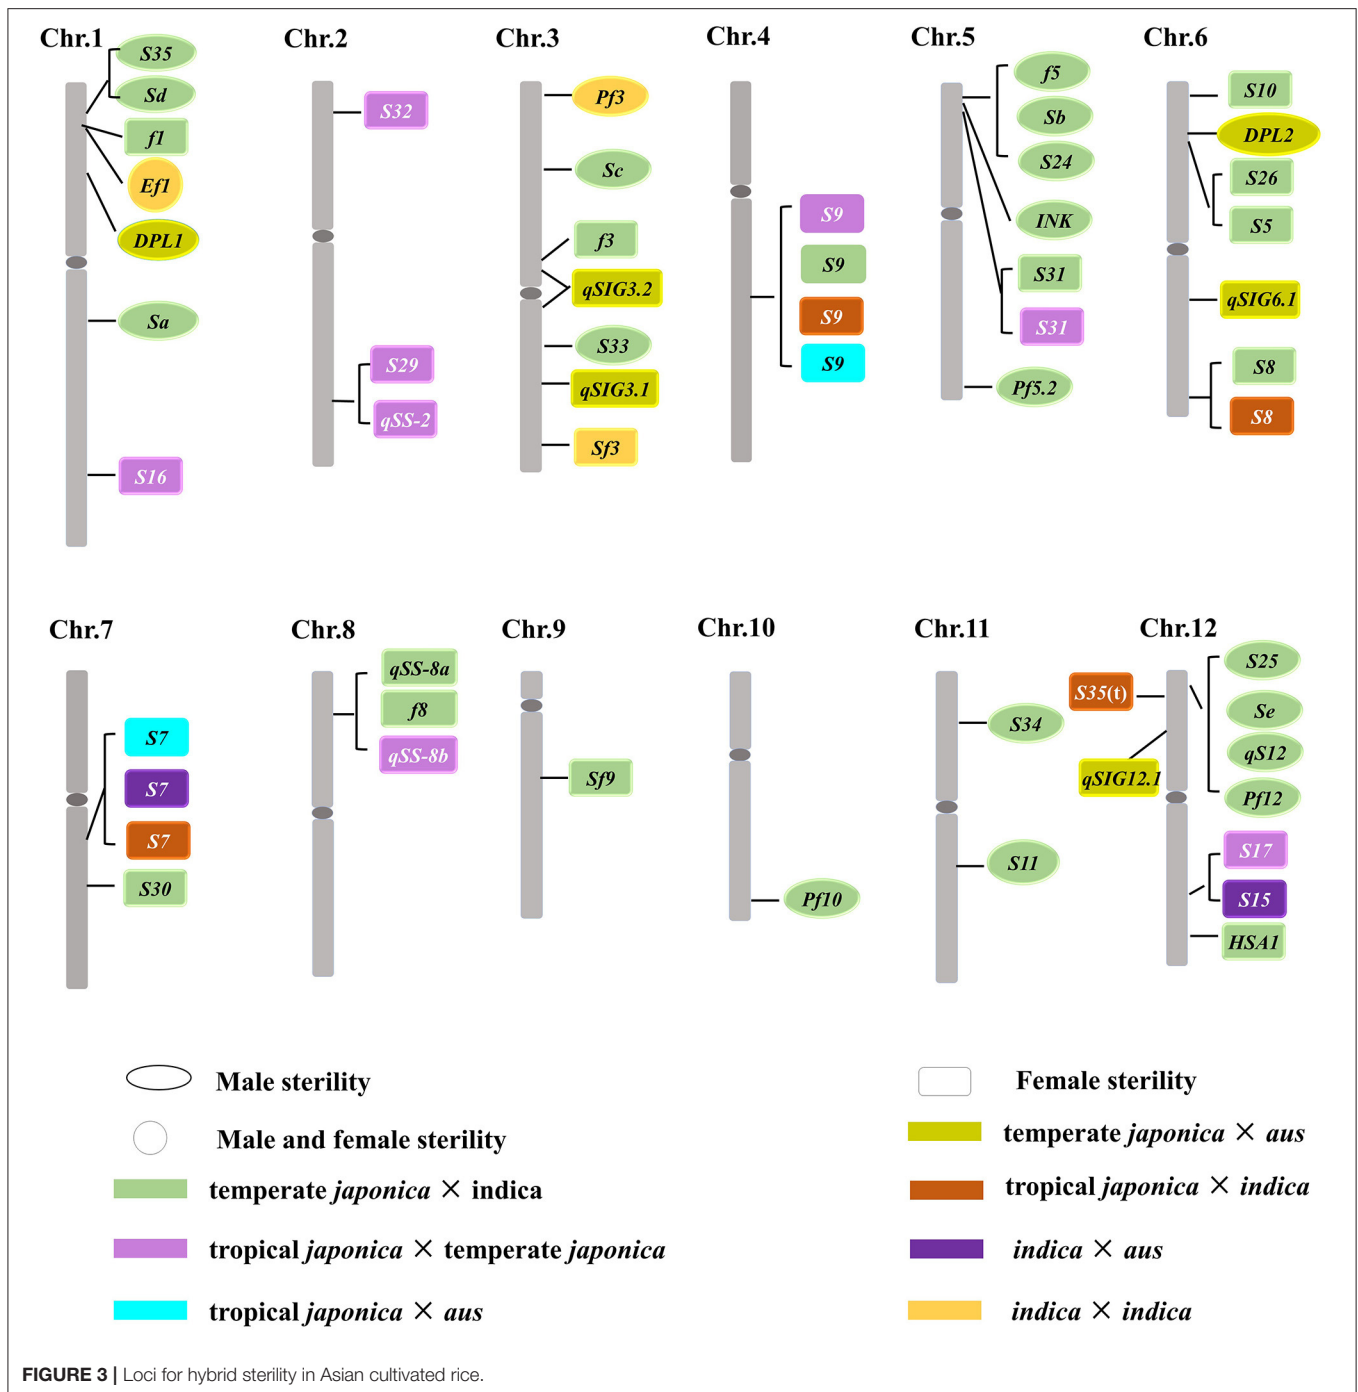 Chr.1
S35
Sd
f1
Ef1
DPL1
Sa
S16
Chr.2
S32
S29
qSS-2
Chr.3
Pf3
Sc
f3
qSIG3.2
S33
qSIG3.1
Sf3
Chr.4
S9
S9
S9
S9
Chr.5
f5
Sb
S24
INK
S31
S31
Pf5.2
Chr.6
S10
DPL2
S26
S5
qSIG6.1
S8
S8
Chr.7
S7
S7
S7
S30
Chr.8
qSS-8a
f8
qSS-8b
Chr.9
Sf9
Chr.10
Pf10
Chr.11
S34
S11
Chr.12
S35(t)
qSIG12.1
S25
Se
qS12
Pf12
S17
S15
HSA1
Male sterility
Male and female sterility
temperate japonica × indica
tropical japonica × temperate japonica
tropical japonica × aus
Female sterility
temperate japonica × aus
tropical japonica × indica
indica × aus
indica × indica
FIGURE 3 | Loci for hybrid sterility in Asian cultivated rice.